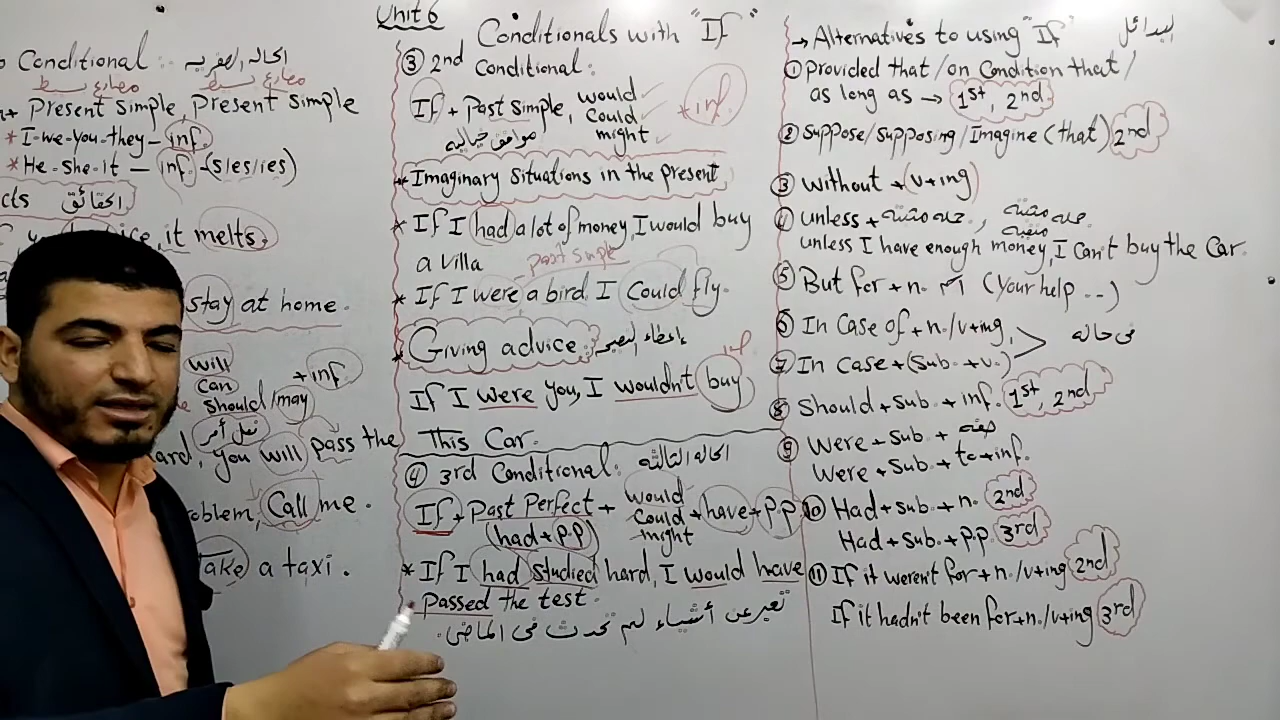 Unit 6
Conditionals with "If"
Conditional : الحالة الصفرية
مضارع بسيط مضارع بسيط
+ Present Simple, Present Simple
* I-we-you-they – inf.
* He-she-it – inf-(s/es/ies)
الحقائق
it melts.
stay at home.
will
can
should/may + inf
فعل أمر
you will pass the
Call me.
Take a taxi.
③ 2nd Conditional:
If + Past Simple, would
Could
might + inf.
مواقف خيالية
* Imaginary Situations in the present
* If I had a lot of money, I would buy
a villa
past simple
* If I were a bird I Could fly.
* Giving advice: إعطاء النصيحة
inf
If I were you, I wouldn't buy
This Car.
④ 3rd Conditional: الحالة الثالثة
If + Past Perfect + would
Could
might + have + P.P
(had + P.P)
* If I had studied hard, I would have
Passed the test.
تعبر عن أشياء لم تحدث فى الماضى.
→ Alternatives to using "If" البدائل
① Provided that / on Condition that /
as long as → 1st, 2nd
② Suppose/Supposing/Imagine (that) 2nd
③ without + (v+ing)
④ unless + جملة مثبتة , جملة مثبتة
منفية
unless I have enough money, I Can't buy the Car.
⑤ But for + n. اسم (your help ...)
⑥ In Case of + n./v+ing
⑦ In Case + (Sub. + v.) فى حالة
⑧ Should + Sub + inf. 1st, 2nd
⑨ Were + Sub + صفة
Were + Sub + to + inf.
⑩ Had + Sub + n. 2nd
Had + Sub. + P.P. 3rd
⑪ If it weren't for + n./v+ing 2nd
If it hadn't been for + n./v+ing 3rd